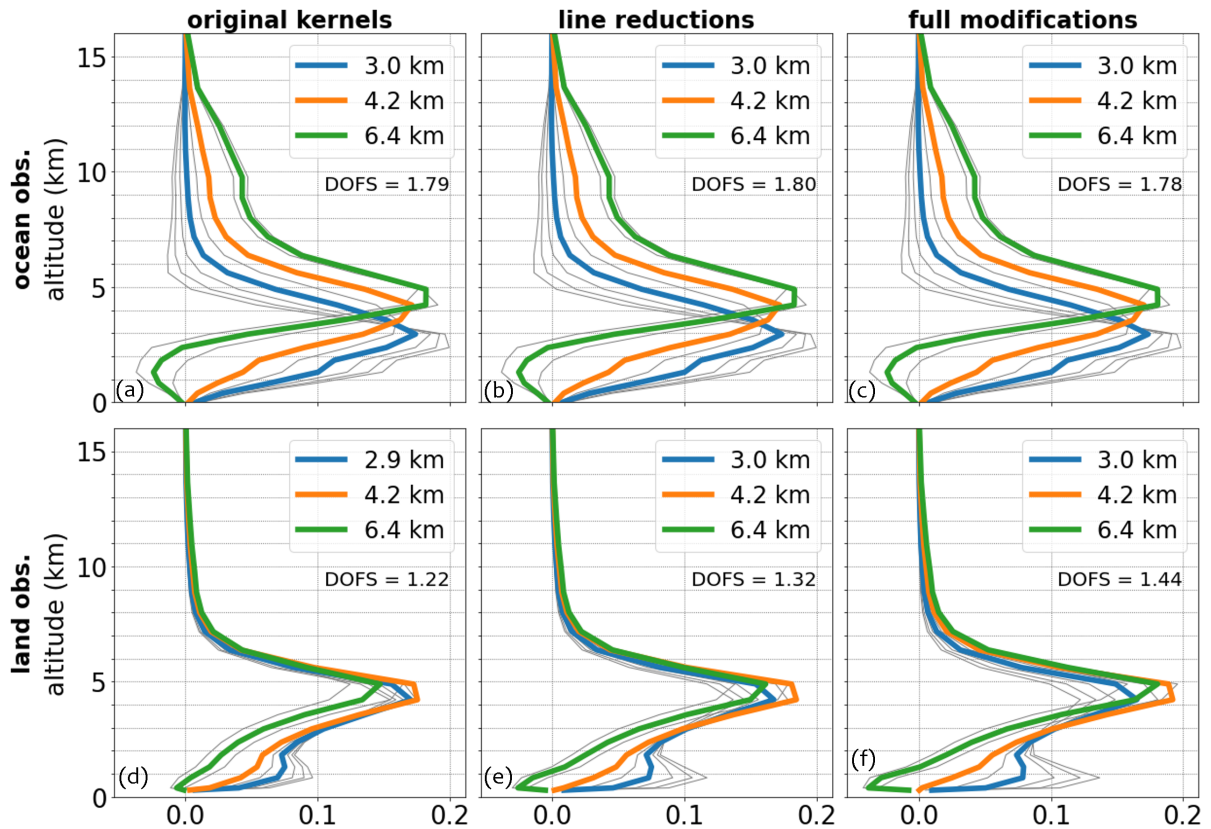 original kernels
line reductions
full modifications
ocean obs.
altitude (km)
15
10
5
0
3.0 km
4.2 km
6.4 km
DOFS = 1.79
(a)
3.0 km
4.2 km
6.4 km
DOFS = 1.80
(b)
3.0 km
4.2 km
6.4 km
DOFS = 1.78
(c)
land obs.
altitude (km)
15
10
5
0
2.9 km
4.2 km
6.4 km
DOFS = 1.22
(d)
0.0 0.1 0.2
3.0 km
4.2 km
6.4 km
DOFS = 1.32
(e)
0.0 0.1 0.2
3.0 km
4.2 km
6.4 km
DOFS = 1.44
(f)
0.0 0.1 0.2